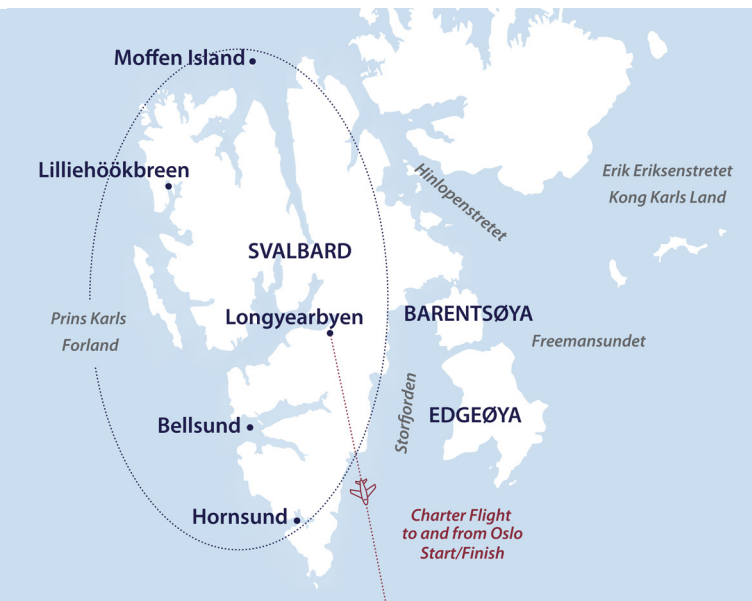 Moffen Island
Lilliehöökbreen
Hinlopenstretet
Erik Eriksenstretet
Kong Karls Land
SVALBARD
Prins Karls
Forland
Longyearbyen
BARENTSØYA
Freemansundet
Storfjorden
EDGEØYA
Bellsund
Hornsund
Charter Flight
to and from Oslo
Start/Finish